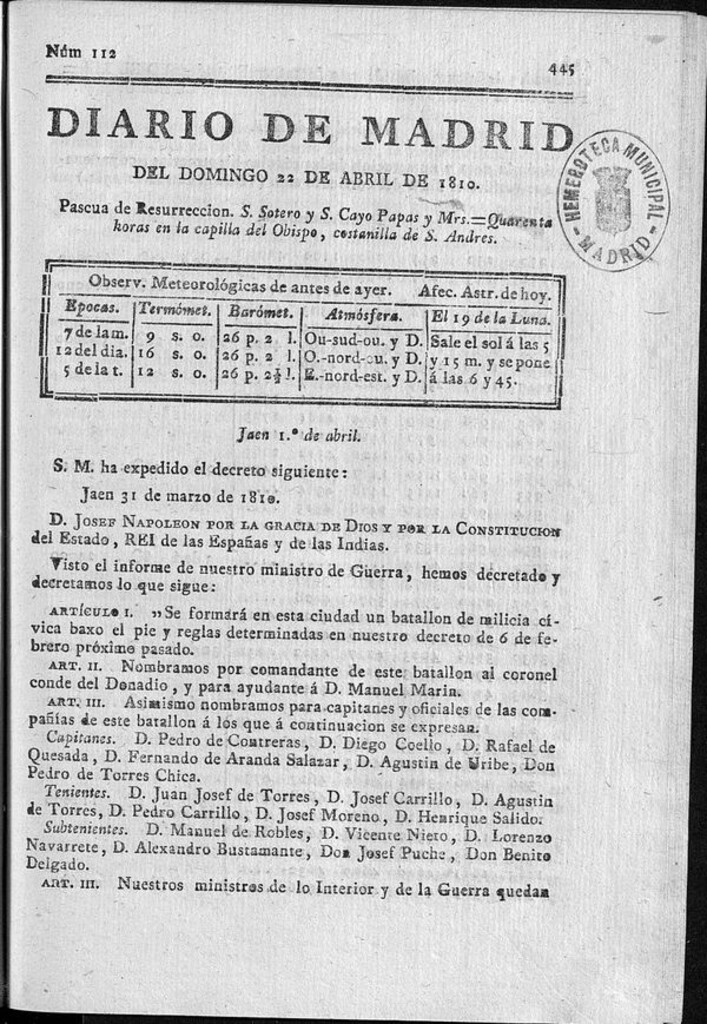 Núm 112
445
DIARIO DE MADRID
DEL DOMINGO 22 DE ABRIL DE 1810.
HEMEROTECA MUNICIPAL
MADRID
Pascua de Resurreccion. S. Sotero y S. Cayo Papas y Mrs.=Quarenta
horas en la capilla del Obispo, costanilla de S. Andres.
Observ. Meteorológicas de antes de ayer. Afec. Astr. de hoy.
Epocas. Termómet. Barómet. Atmósfera. El 19 de la Luna.
7 de la m. 9 s. o. 26 p. 2 l. Ou-sud-ou. y D. Sale el sol á las 5
12 del dia. 16 s. o. 26 p. 2 l. O.-nord-ou. y D. y 15 m. y se pone
5 de la t. 12 s. o. 26 p. 2½ l. E.-nord-est. y D. á las 6 y 45.
Jaen 1.º de abril.
S. M. ha expedido el decreto siguiente:
Jaen 31 de marzo de 1810.
D. Josef Napoleon por la gracia de Dios y por la Constitucion
del Estado, REI de las Españas y de las Indias.
Visto el informe de nuestro ministro de Guerra, hemos decretado y
decretamos lo que sigue:
ARTÍCULO I. „Se formará en esta ciudad un batallon de milicia cí-
vica baxo el pie y reglas determinadas en nuestro decreto de 6 de fe-
brero próximo pasado.
ART. II. Nombramos por comandante de este batallon al coronel
conde del Donadio, y para ayudante á D. Manuel Marin.
ART. III. Asimismo nombramos para capitanes y oficiales de las com-
pañías de este batallon á los que á continuacion se expresan.
Capitanes. D. Pedro de Contreras, D. Diego Coello, D. Rafael de
Quesada, D. Fernando de Aranda Salazar, D. Agustin de Uribe, Don
Pedro de Torres Chica.
Tenientes. D. Juan Josef de Torres, D. Josef Carrillo, D. Agustin
de Torres, D. Pedro Carrillo, D. Josef Moreno, D. Henrique Salido.
Subtenientes. D. Manuel de Robles, D. Vicente Nieto, D. Lorenzo
Navarrete, D. Alexandro Bustamante, Don Josef Puche, Don Benito
Delgado.
ART. III. Nuestros ministros de lo Interior y de la Guerra quedan